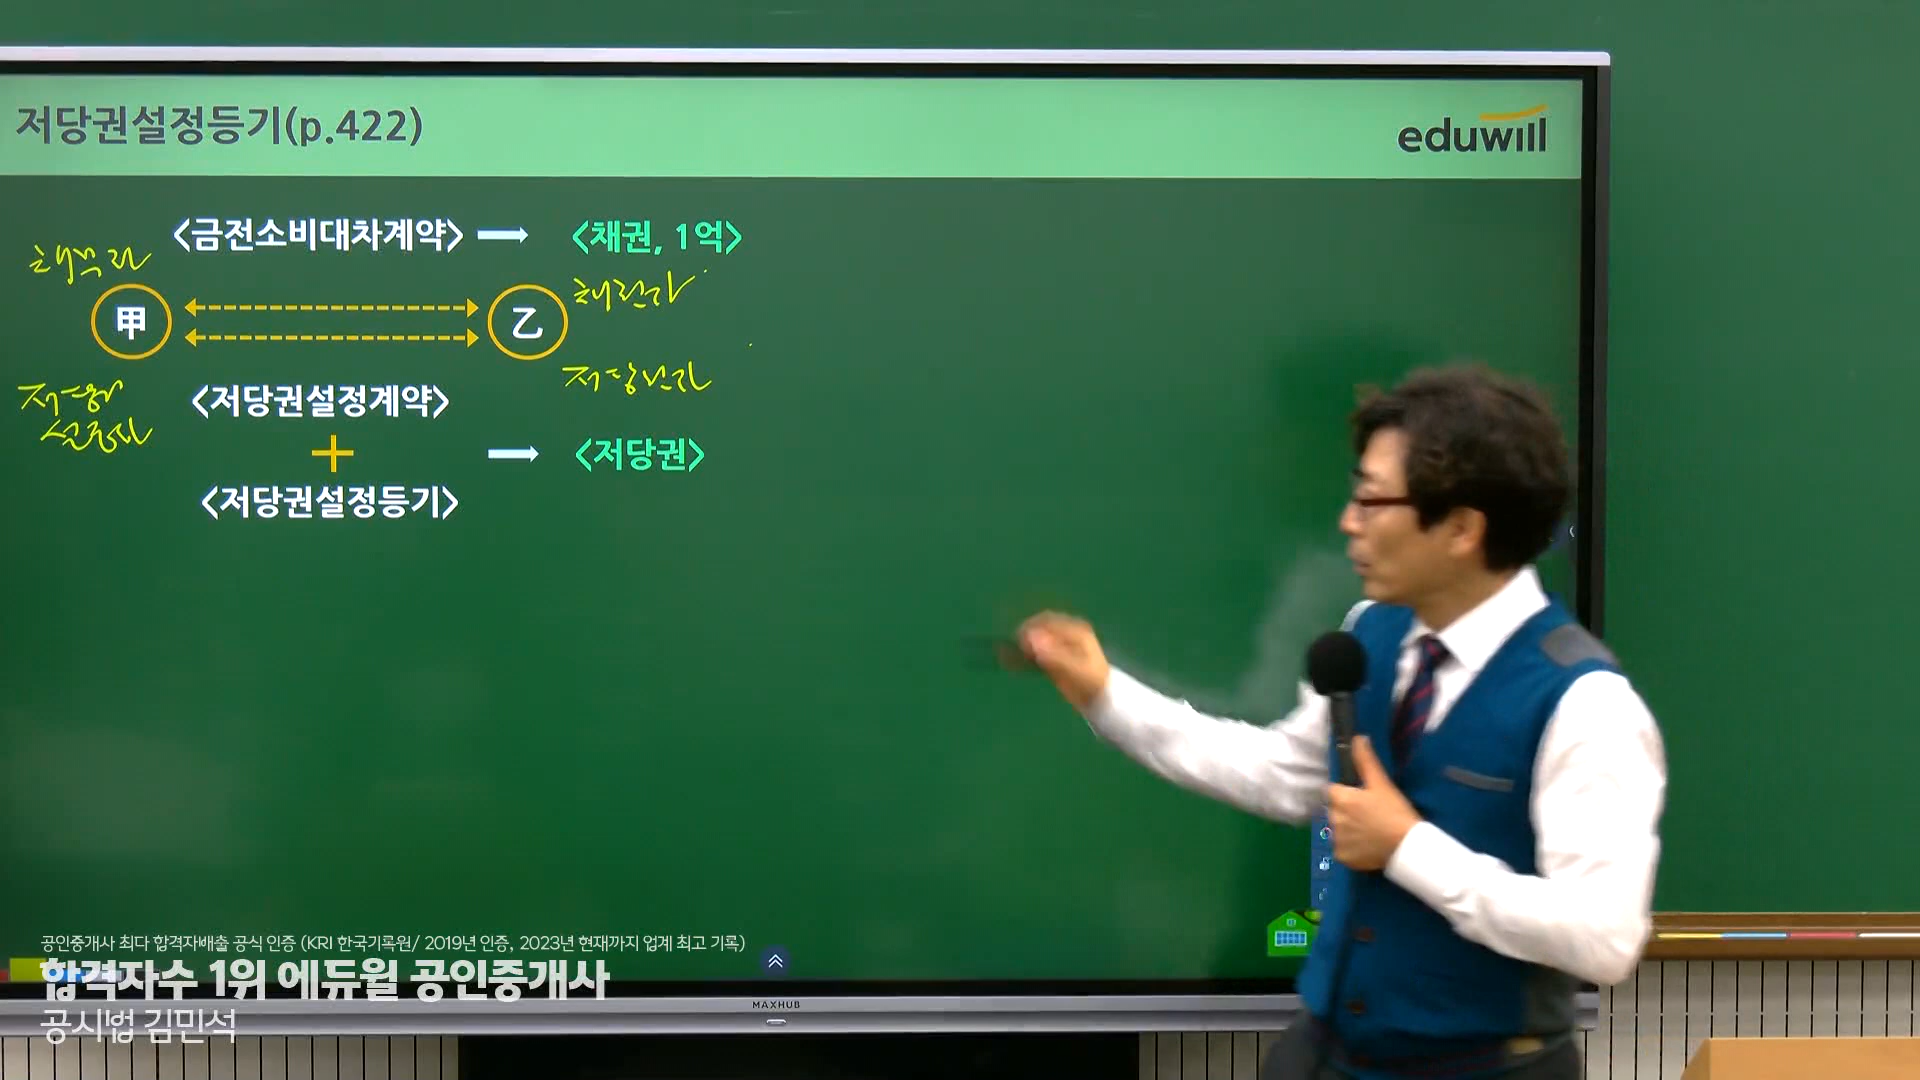 저당권설정등기(p.422)
eduwill
<금전소비대차계약>
<채권, 1억>
채무자
채권자
甲
乙
저당권자
<저당권설정계약>
설정자
+
<저당권>
<저당권설정등기>
공인중개사 최다 합격자배출 공식 인증 (KRI 한국기록원/ 2019년 인증, 2023년 현재까지 업계 최고 기록)
합격자수 1위 에듀윌 공인중개사
공시법 김민석
MAXHUB